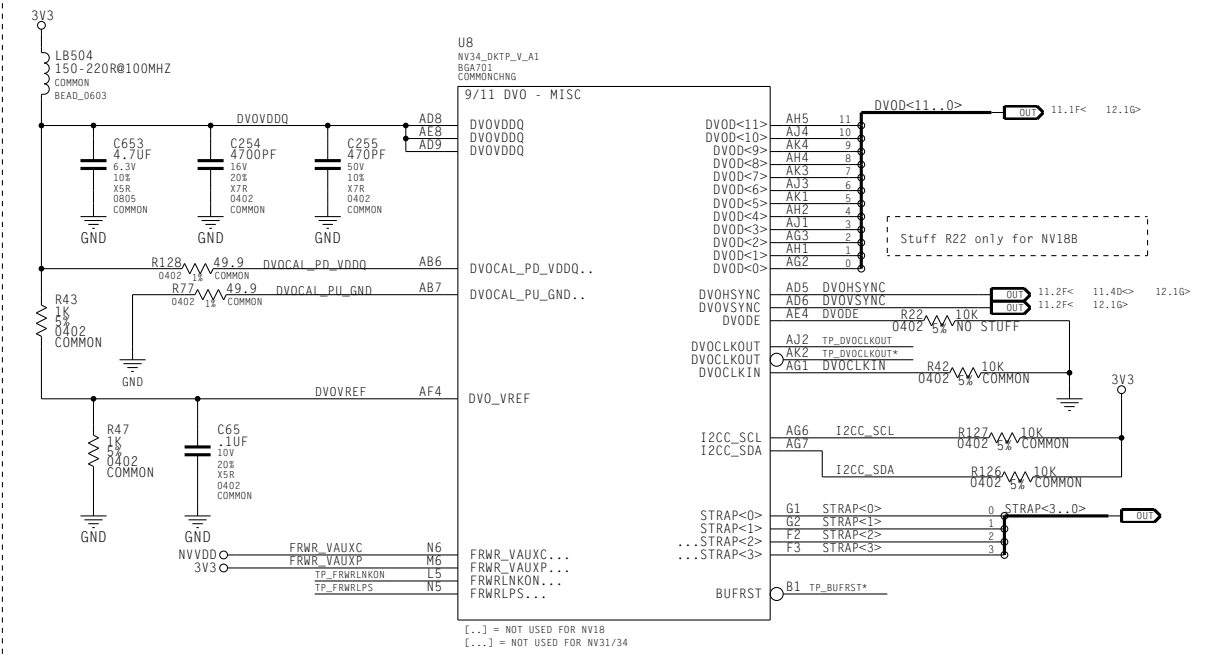 3V3
LB504
150-220R@100MHZ
COMMON
BEAD_0603
U8
NV34_DKTP_V_A1
BGA701
COMMONCHNG
9/11 DVO - MISC
DVOVDDQ
AD8
AE8
AD9
DVOVDDQ
DVOVDDQ
DVOVDDQ
C653
4.7UF
6.3V
10%
X5R
0805
COMMON
GND
C254
4700PF
16V
20%
X7R
0402
COMMON
GND
C255
470PF
50V
10%
X7R
0402
COMMON
GND
R128 49.9 DVOCAL_PD_VDDQ AB6 DVOCAL_PD_VDDQ..
0402 1% COMMON
R77 49.9 DVOCAL_PU_GND AB7 DVOCAL_PU_GND..
0402 1% COMMON
GND
R43
1K
5%
0402
COMMON
DVOVREF AF4 DVO_VREF
R47
1K
5%
0402
COMMON
GND
C65
.1UF
10V
20%
X5R
0402
COMMON
GND
NVVDD FRWR_VAUXC N6 FRWR_VAUXC...
3V3 FRWR_VAUXP M6 FRWR_VAUXP...
TP_FRWRLNKON L5 FRWRLNKON...
TP_FRWRLPS N5 FRWRLPS...
DVOD<11..0> OUT 11.1F< 12.1G>
DVOD<11> AH5 11
DVOD<10> AJ4 10
DVOD<9> AK4 9
DVOD<8> AH4 8
DVOD<7> AK3 7
DVOD<6> AJ3 6
DVOD<5> AK1 5
DVOD<4> AH2 4
DVOD<3> AJ1 3
DVOD<2> AG3 2
DVOD<1> AH1 1
DVOD<0> AG2 0
Stuff R22 only for NV18B
DVOHSYNC AD5 DVOHSYNC OUT 11.2F< 11.4D<> 12.1G>
DVOVSYNC AD6 DVOVSYNC OUT 11.2F< 12.1G>
DVODE AE4 DVODE R22 10K
0402 5% NO STUFF
DVOCLKOUT AJ2 TP_DVOCLKOUT
DVOCLKOUT AK2 TP_DVOCLKOUT*
DVOCLKIN AG1 DVOCLKIN R42 10K
0402 5% COMMON
3V3
I2CC_SCL AG6 I2CC_SCL R127 10K
0402 5% COMMON
I2CC_SDA AG7 I2CC_SDA R126 10K
0402 5% COMMON
STRAP<0> G1 STRAP<0> 0 STRAP<3..0> OUT
STRAP<1> G2 STRAP<1> 1
...STRAP<2> F2 STRAP<2> 2
...STRAP<3> F3 STRAP<3> 3
BUFRST B1 TP_BUFRST*
[..] = NOT USED FOR NV18
[...] = NOT USED FOR NV31/34